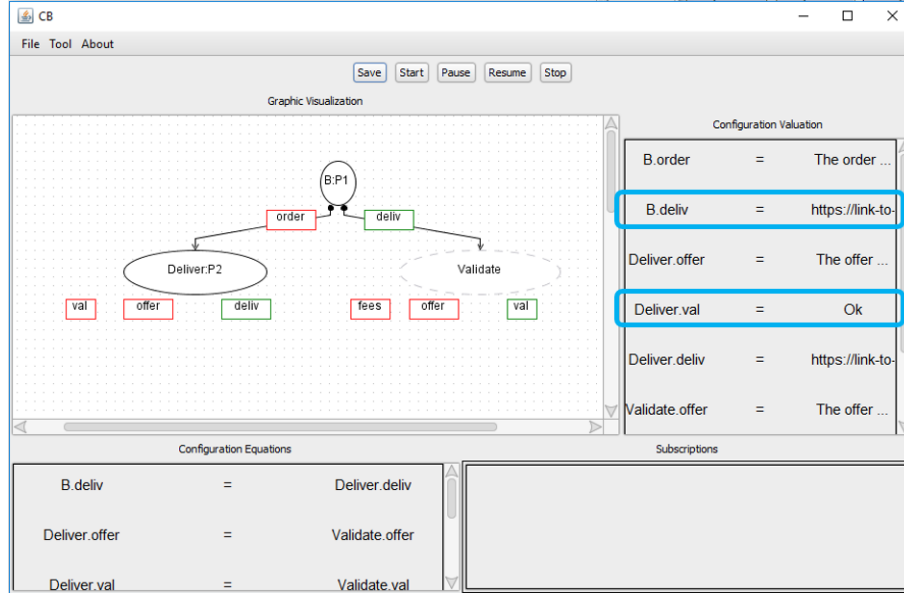 CB
File Tool About
Save Start Pause Resume Stop
Graphic Visualization
Configuration Valuation
B:P1
order deliv
Deliver:P2 Validate
val offer deliv fees offer val
B.order = The order ...
B.deliv = https://link-to-
Deliver.offer = The offer ...
Deliver.val = Ok
Deliver.deliv = https://link-to-
Validate.offer = The offer ...
Configuration Equations
Subscriptions
B.deliv = Deliver.deliv
Deliver.offer = Validate.offer
Deliver.val = Validate.val